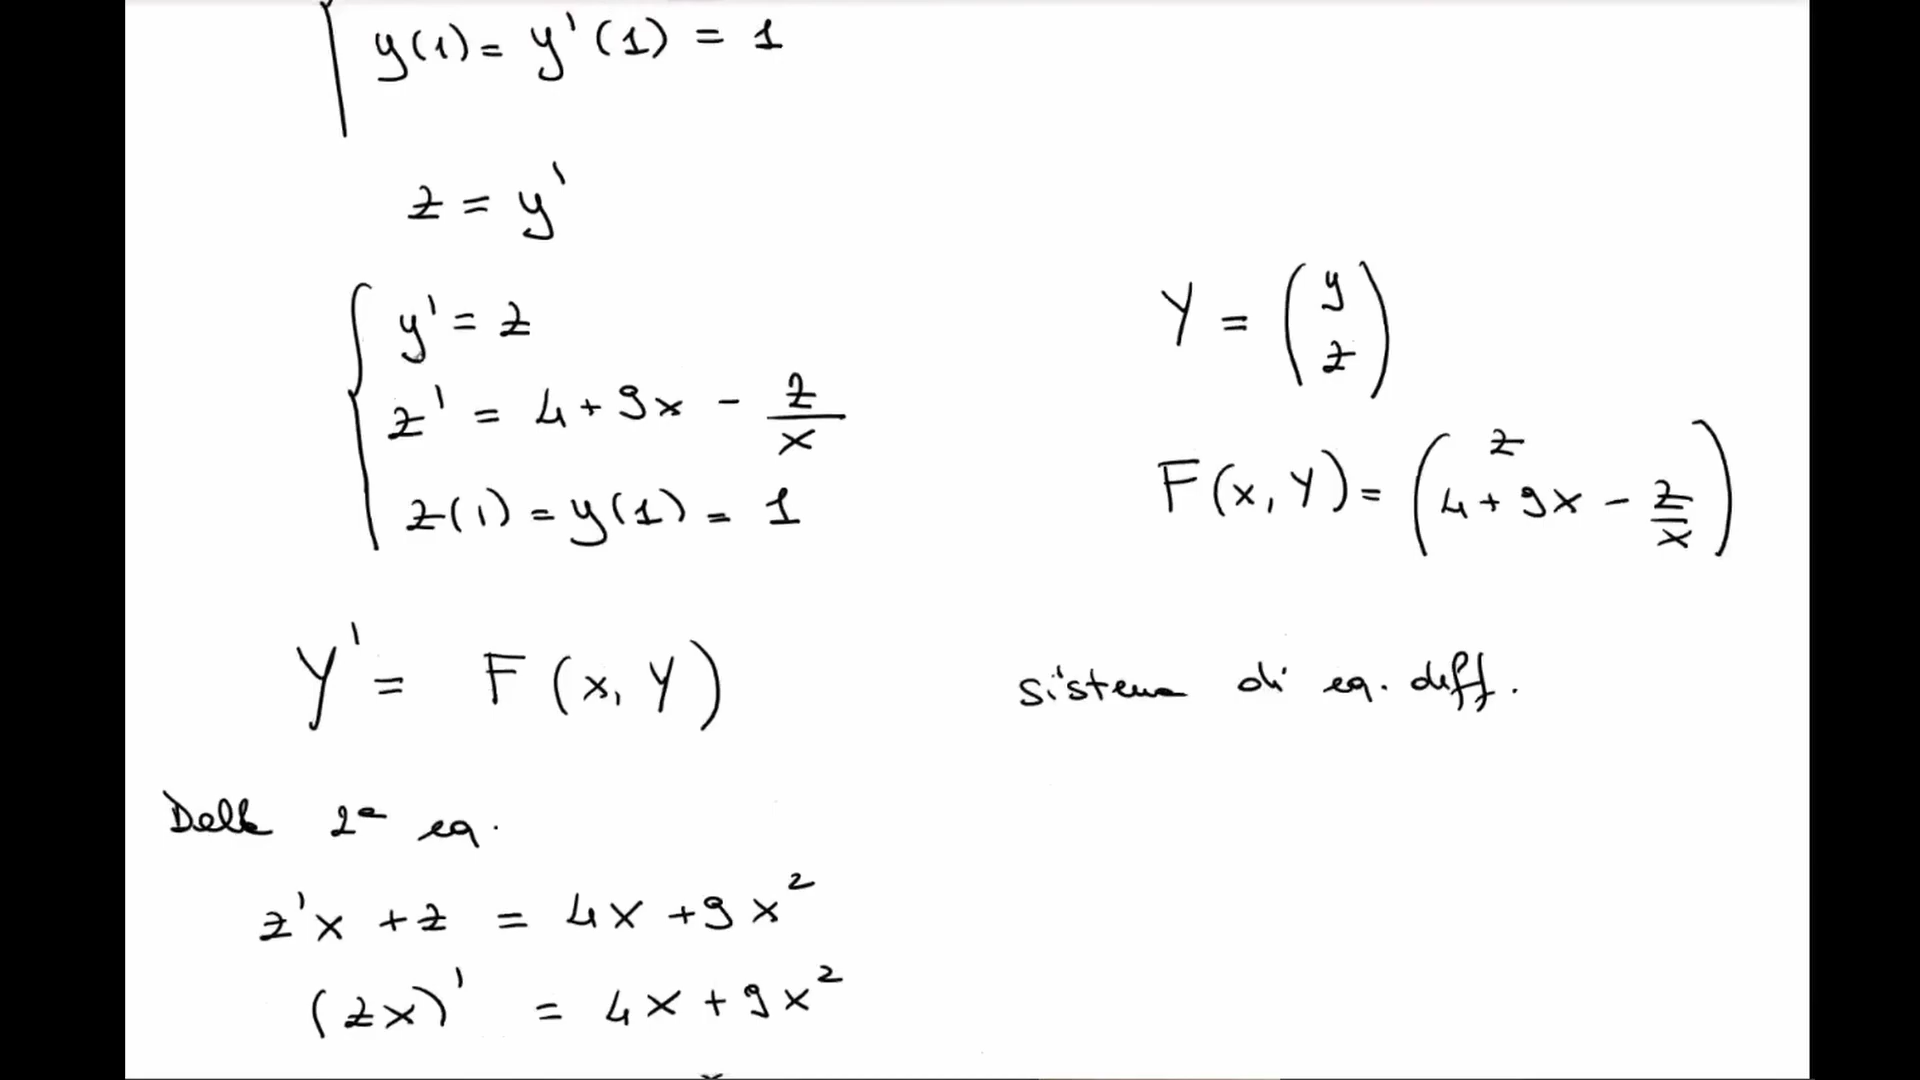 y(1) = y'(1) = 1
z = y'
y' = z
z' = 4 + 9x - z/x
z(1) = y(1) = 1
Y = (y z)
F(x, Y) = (z 4 + 9x - z/x)
Y' = F(x, Y)
sistema di eq. diff.
Dalla 2ª eq.
z'x + z = 4x + 9x²
(zx)' = 4x + 9x²